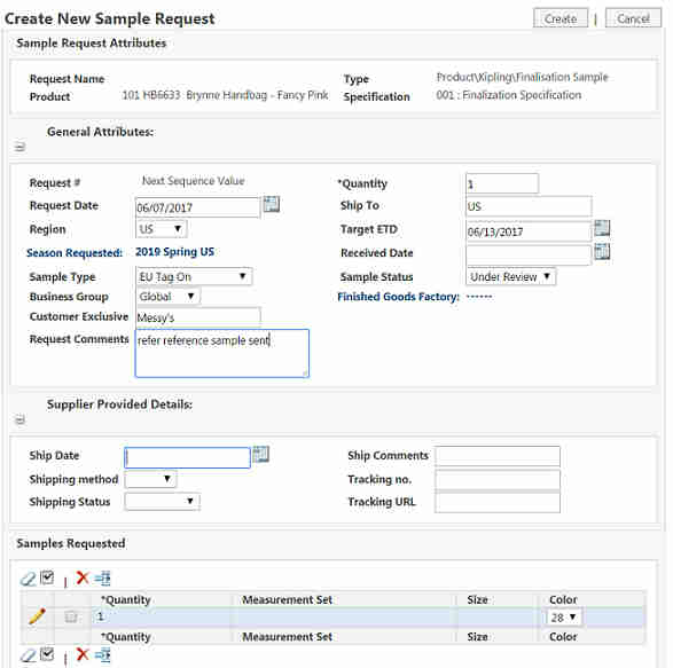 Create New Sample Request Create | Cancel
Sample Request Attributes
Request Name Type Product\Kipling\Finalisation Sample
Product 101 HB6633 Brynne Handbag - Fancy Pink Specification 001 : Finalization Specification
General Attributes:
Request # Next Sequence Value *Quantity 1
Request Date 06/07/2017 Ship To US
Region US Target ETD 06/13/2017
Season Requested: 2019 Spring US Received Date
Sample Type EU Tag On Sample Status Under Review
Business Group Global Finished Goods Factory: ------
Customer Exclusive Messy's
Request Comments refer reference sample sent
Supplier Provided Details:
Ship Date Ship Comments
Shipping method Tracking no.
Shipping Status Tracking URL
Samples Requested
*Quantity Measurement Set Size Color
1 28
*Quantity Measurement Set Size Color